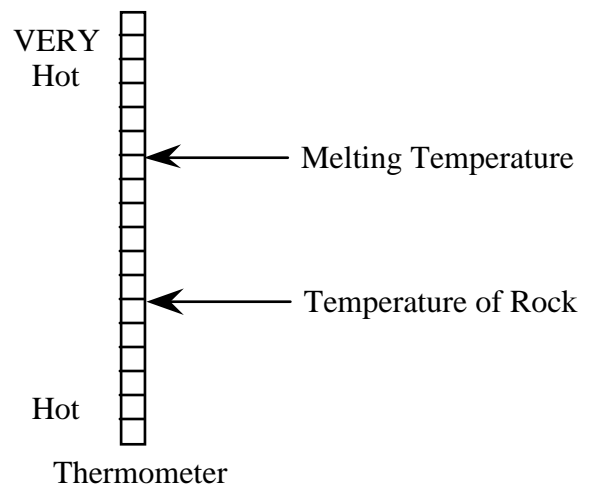 VERY
Hot
Melting Temperature
Temperature of Rock
Hot
Thermometer